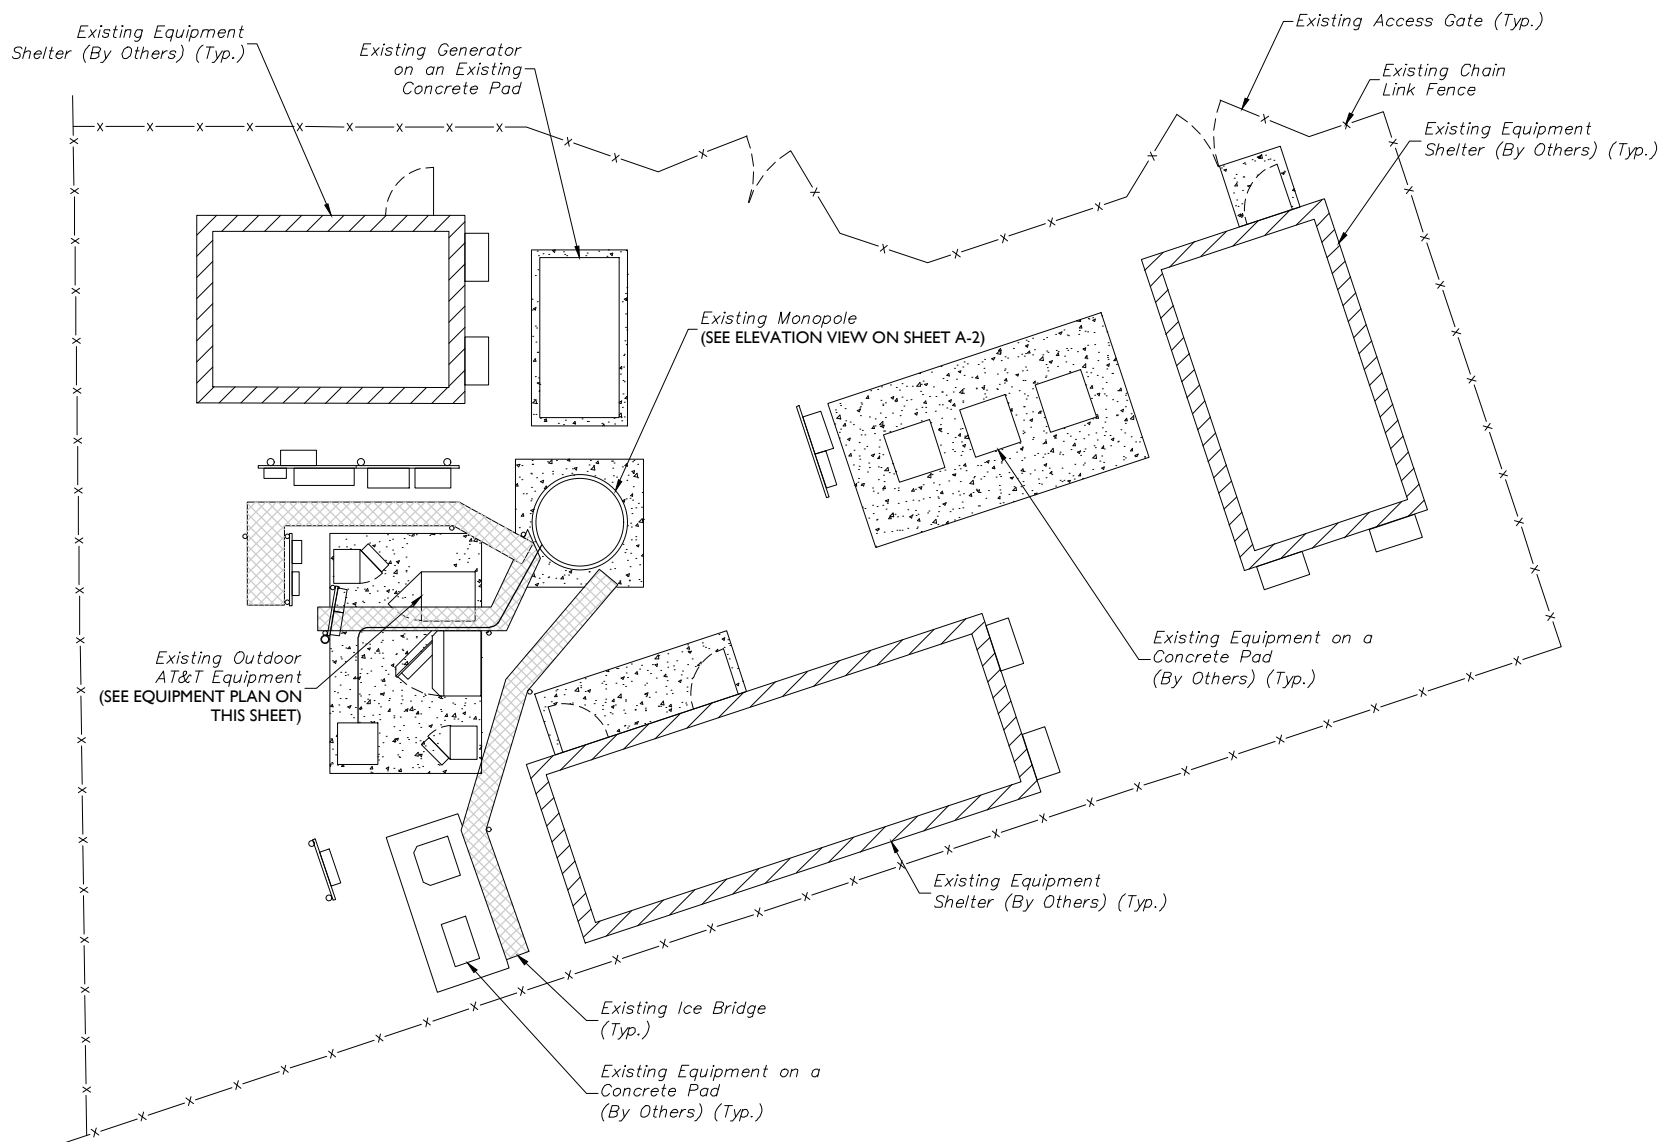 Existing Equipment
Shelter (By Others) (Typ.)
Existing Generator
on an Existing
Concrete Pad
Existing Access Gate (Typ.)
Existing Chain
Link Fence
Existing Equipment
Shelter (By Others) (Typ.)
Existing Monopole
(SEE ELEVATION VIEW ON SHEET A-2)
Existing Outdoor
AT&T Equipment
(SEE EQUIPMENT PLAN ON
THIS SHEET)
Existing Equipment on a
Concrete Pad
(By Others) (Typ.)
Existing Equipment
Shelter (By Others) (Typ.)
Existing Ice Bridge
(Typ.)
Existing Equipment on a
Concrete Pad
(By Others) (Typ.)